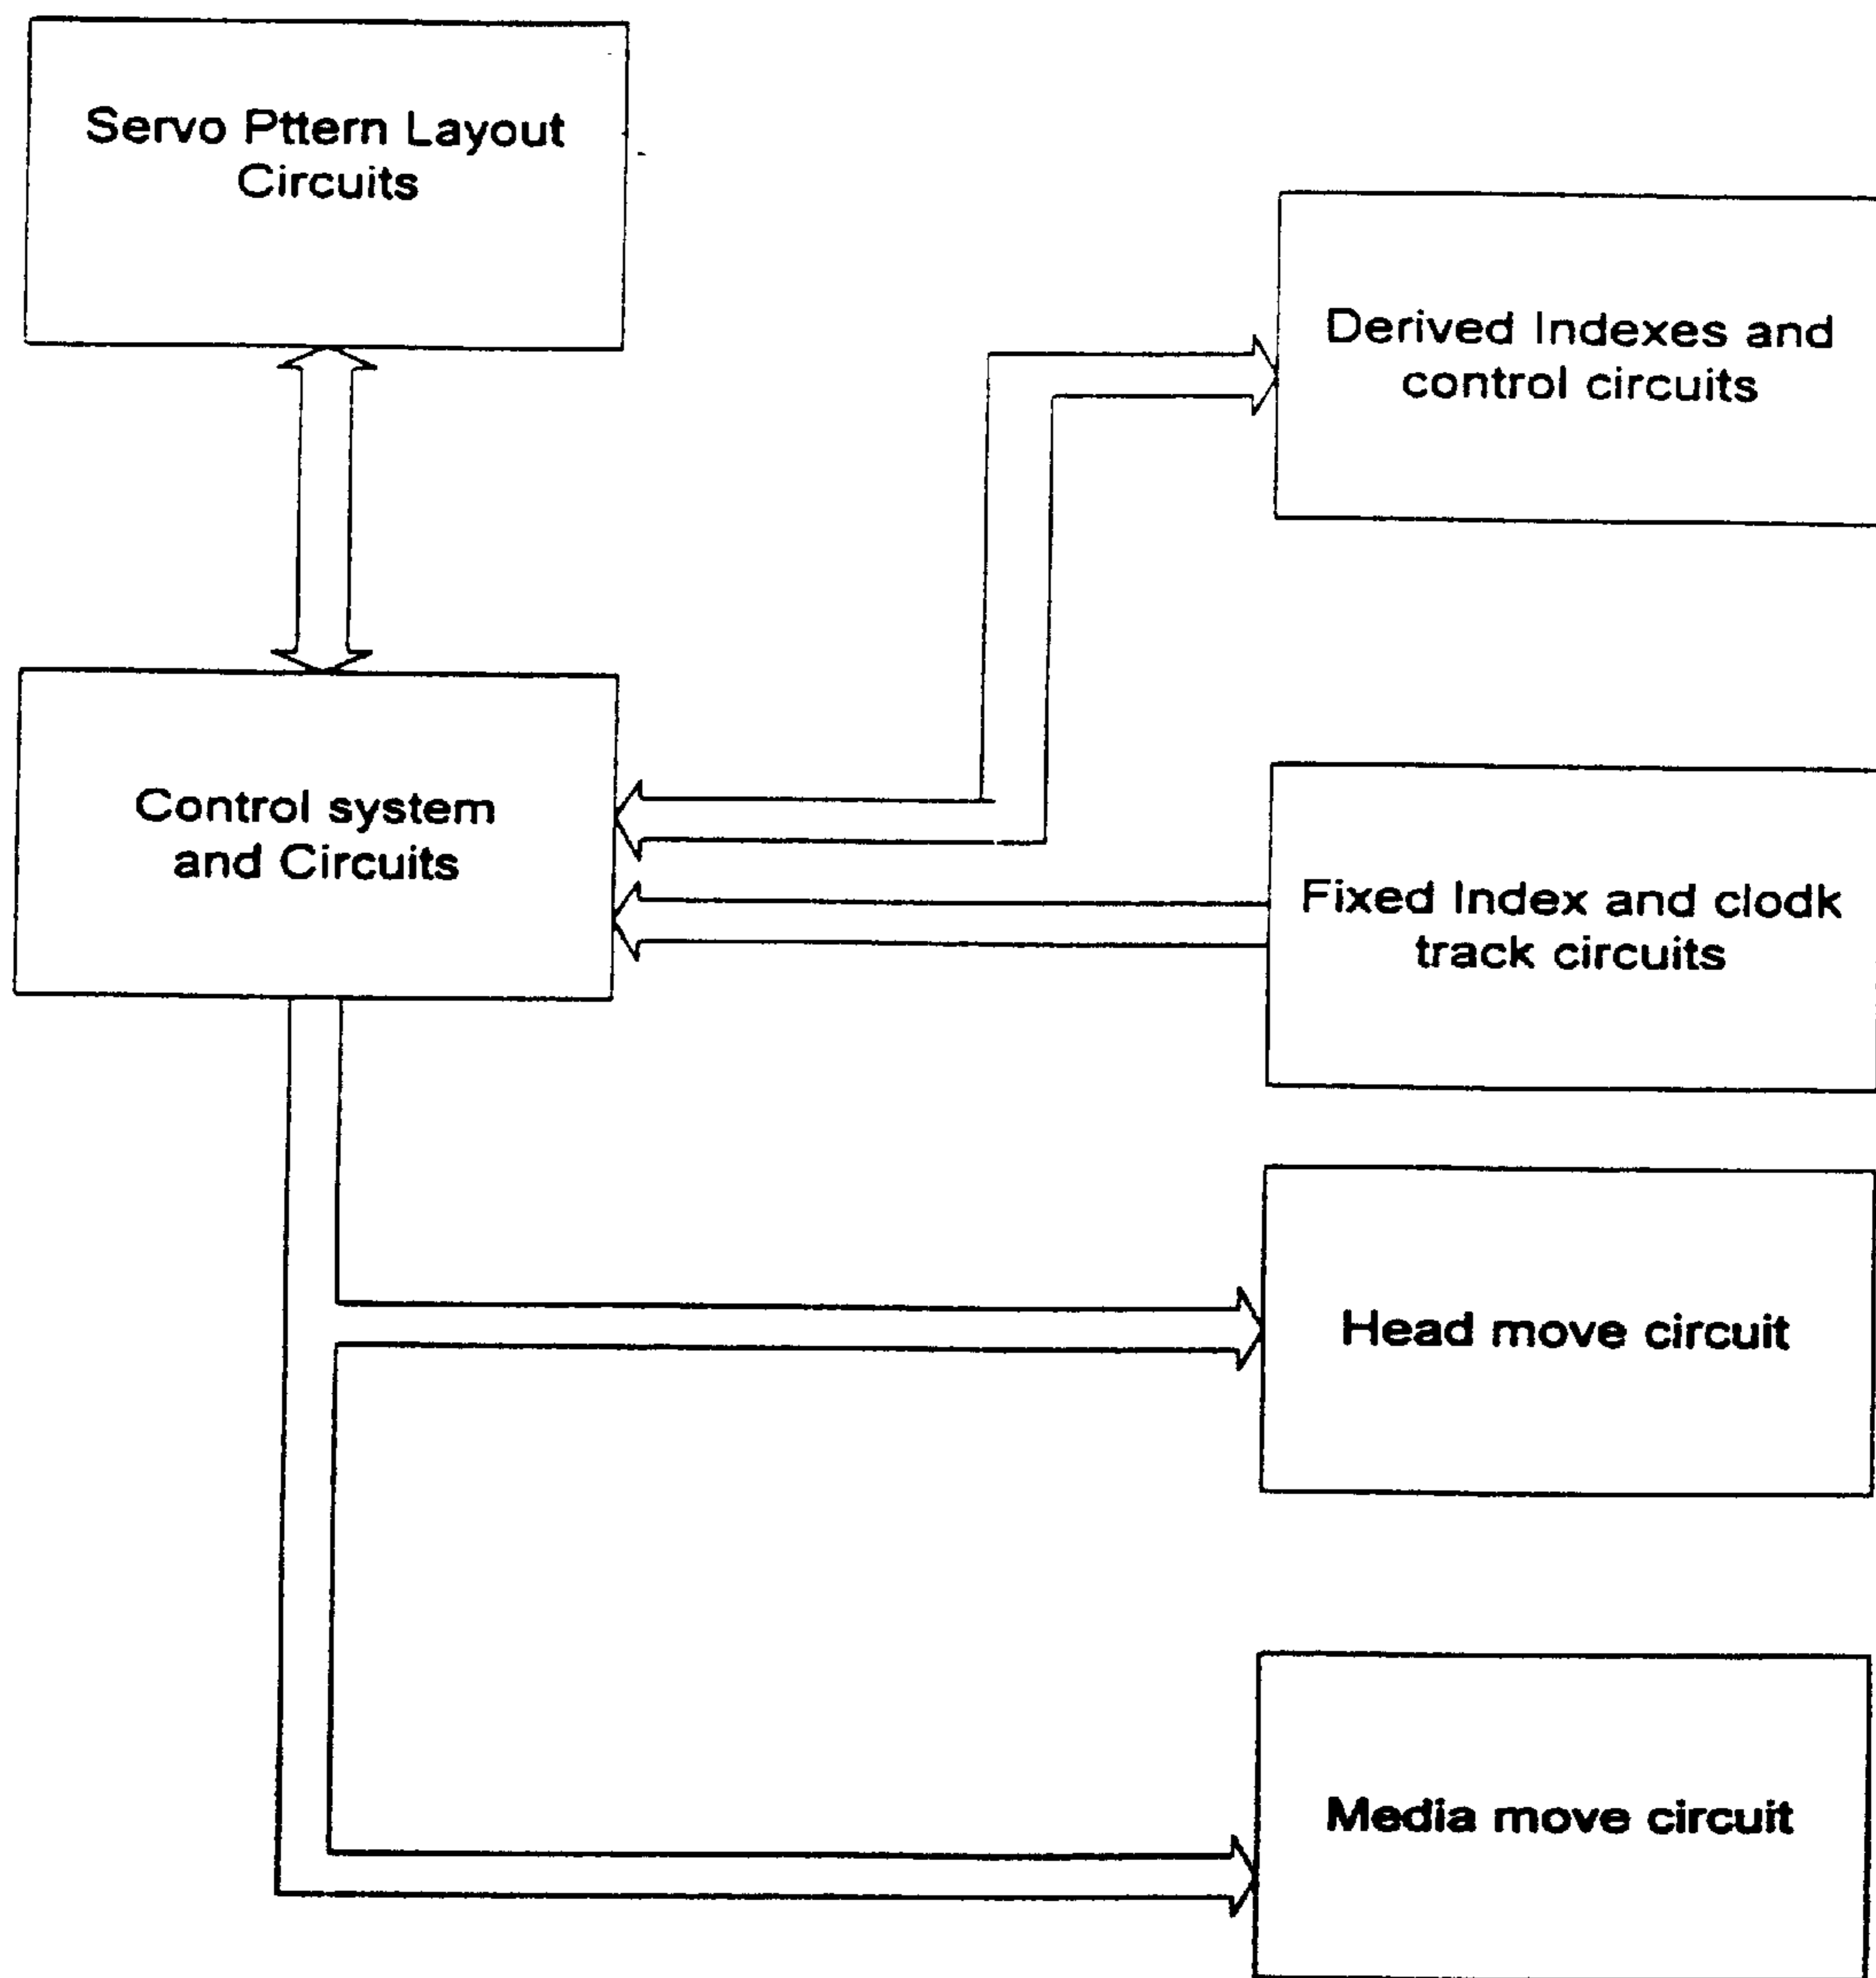 Servo Pttern Layout
Circuits
Derived Indexes and
control circuits
Control system
and Circuits
Fixed Index and clodk
track circuits
Head move circuit
Media move circuit